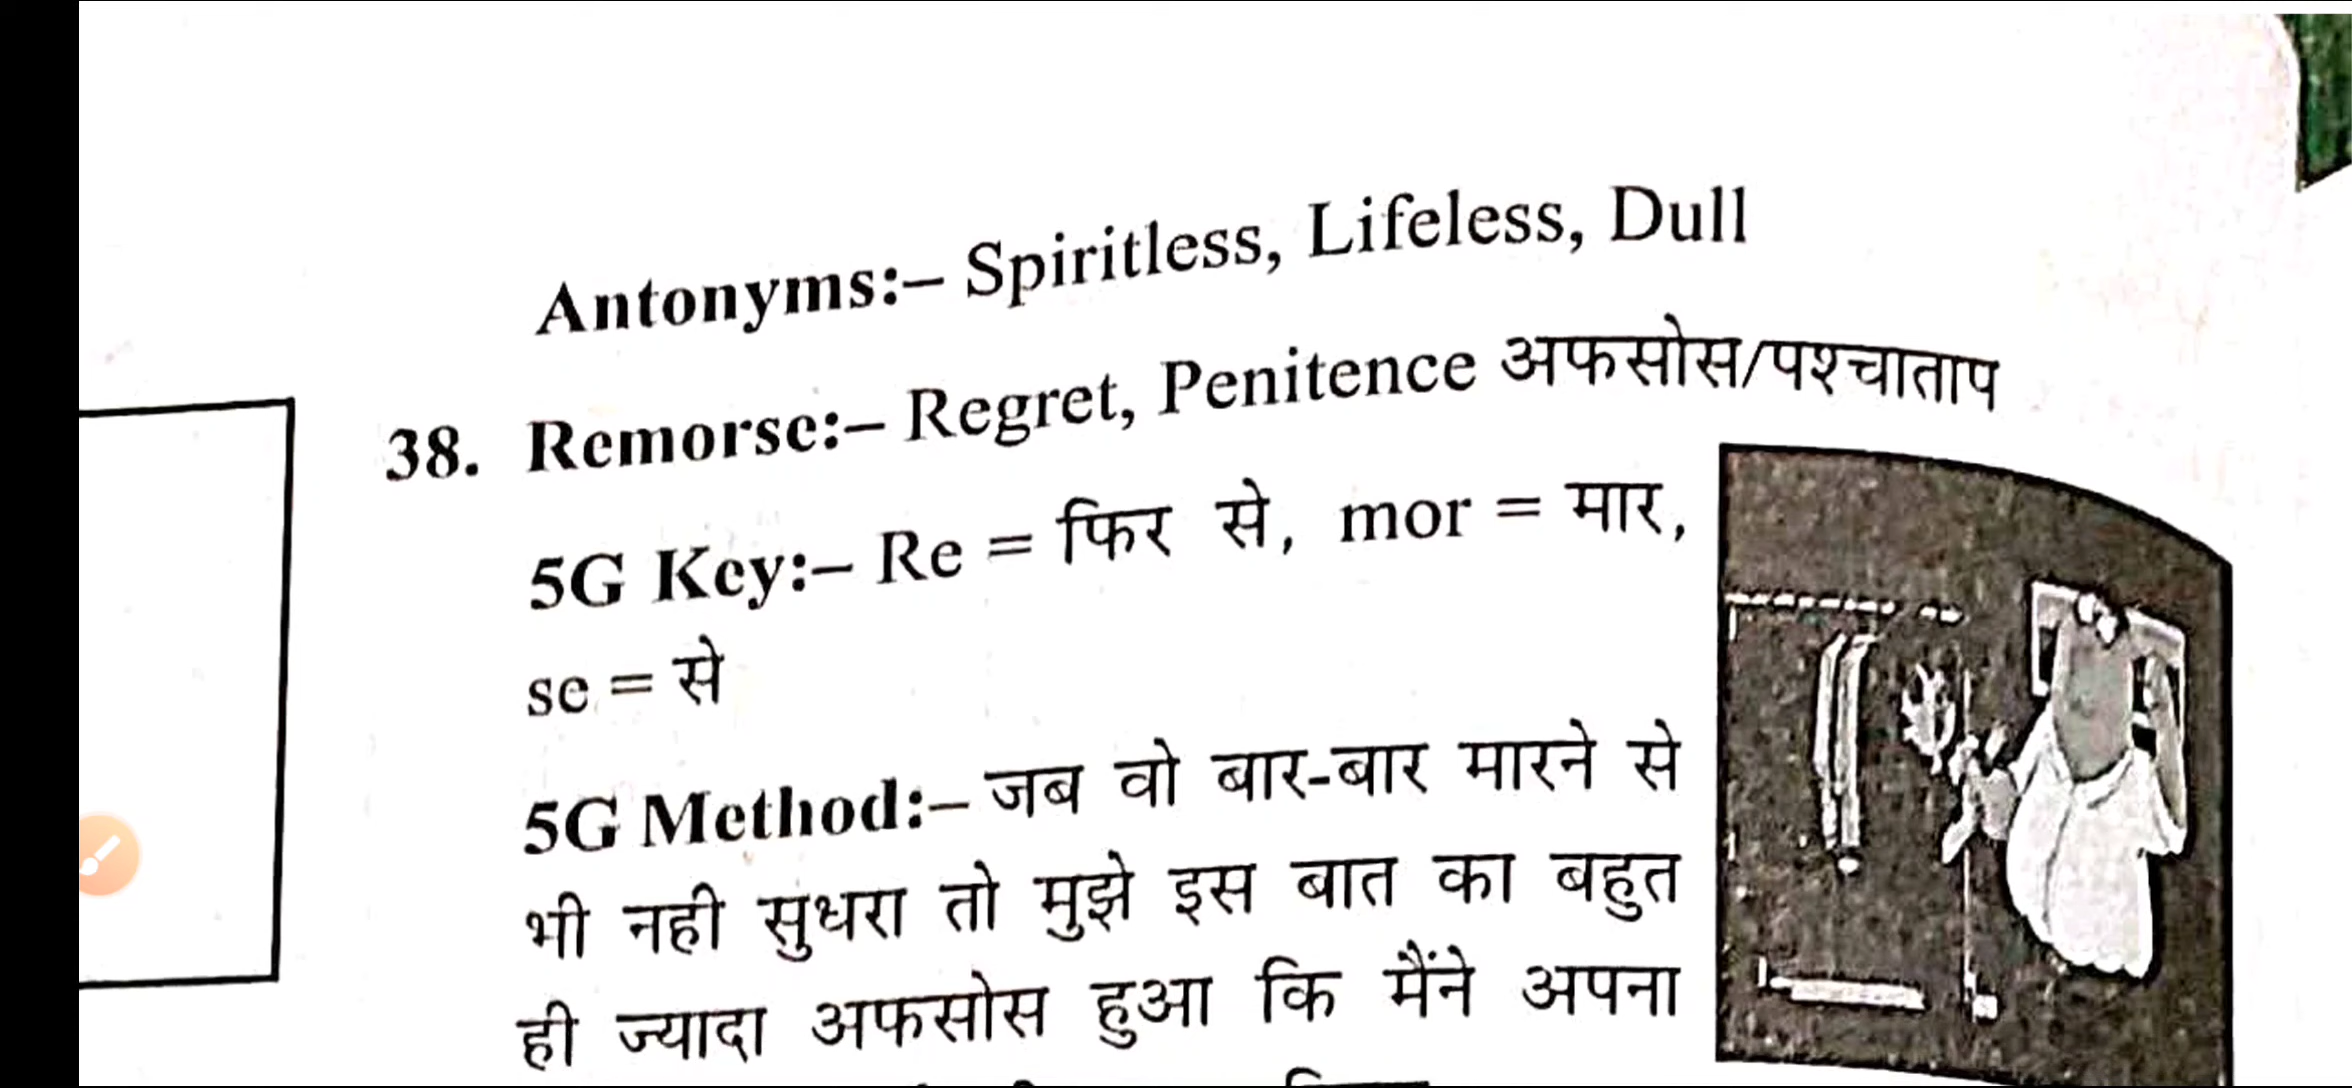 Antonyms:– Spiritless, Lifeless, Dull
38. Remorse:– Regret, Penitence अफसोस/पश्चाताप
5G Key:– Re = फिर से, mor = मार,
se = से
5G Method:– जब वो बार-बार मारने से
भी नही सुधरा तो मुझे इस बात का बहुत
ही ज्यादा अफसोस हुआ कि मैंने अपना